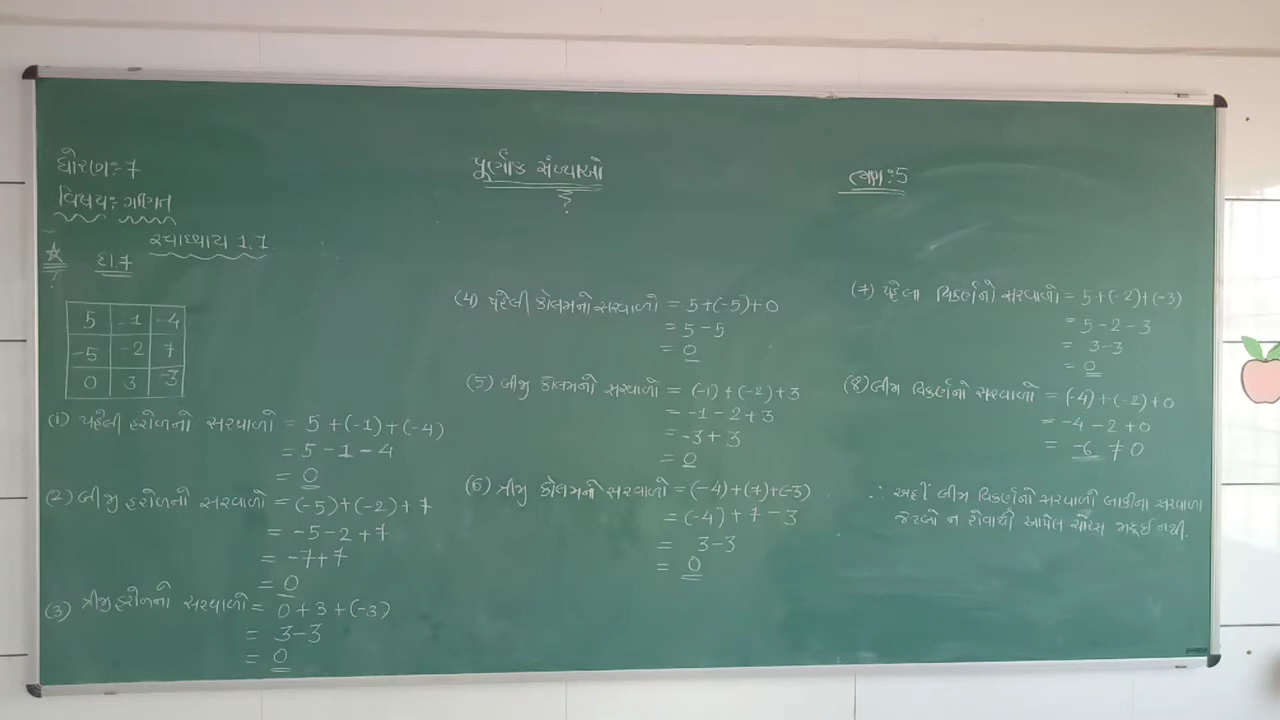 ધોરણ:-7
વિષય: ગણિત
સ્વાધ્યાય 1.1
દા.7
5 -1 -4
-5 -2 7
0 3 -3
(1) પહેલી હરોળનો સરવાળો = 5 + (-1) + (-4)
= 5 - 1 - 4
= 0
(2) બીજી હરોળનો સરવાળો = (-5) + (-2) + 7
= -5 - 2 + 7
= -7+7
= 0
(3) ત્રીજી હરોળનો સરવાળો = 0 + 3 + (-3)
= 3 - 3
= 0
પૂર્ણાંક સંખ્યાઓ
(4) પહેલી કોલમનો સરવાળો = 5 + (-5) + 0
= 5 - 5
= 0
(5) બીજી કોલમનો સરવાળો = (-1) + (-2) + 3
= -1 - 2 + 3
= -3 + 3
= 0
(6) ત્રીજી કોલમનો સરવાળો = (-4) + (7) + (-3)
= (-4) + 7 - 3
= 3 - 3
= 0
:5
(7) પહેલા વિકર્ણનો સરવાળો = 5 + (-2) + (-3)
= 5 - 2 - 3
= 3 - 3
= 0
(8) બીજા વિકર્ણનો સરવાળો = (-4) + (-2) + 0
= -4 - 2 + 0
= -6 ≠ 0
∴ અહીં બીજા વિકર્ણનો સરવાળો બાકીના સરવાળા
જેટલો ન હોવાથી આપેલ ચોરસ જાદુઈ નથી.